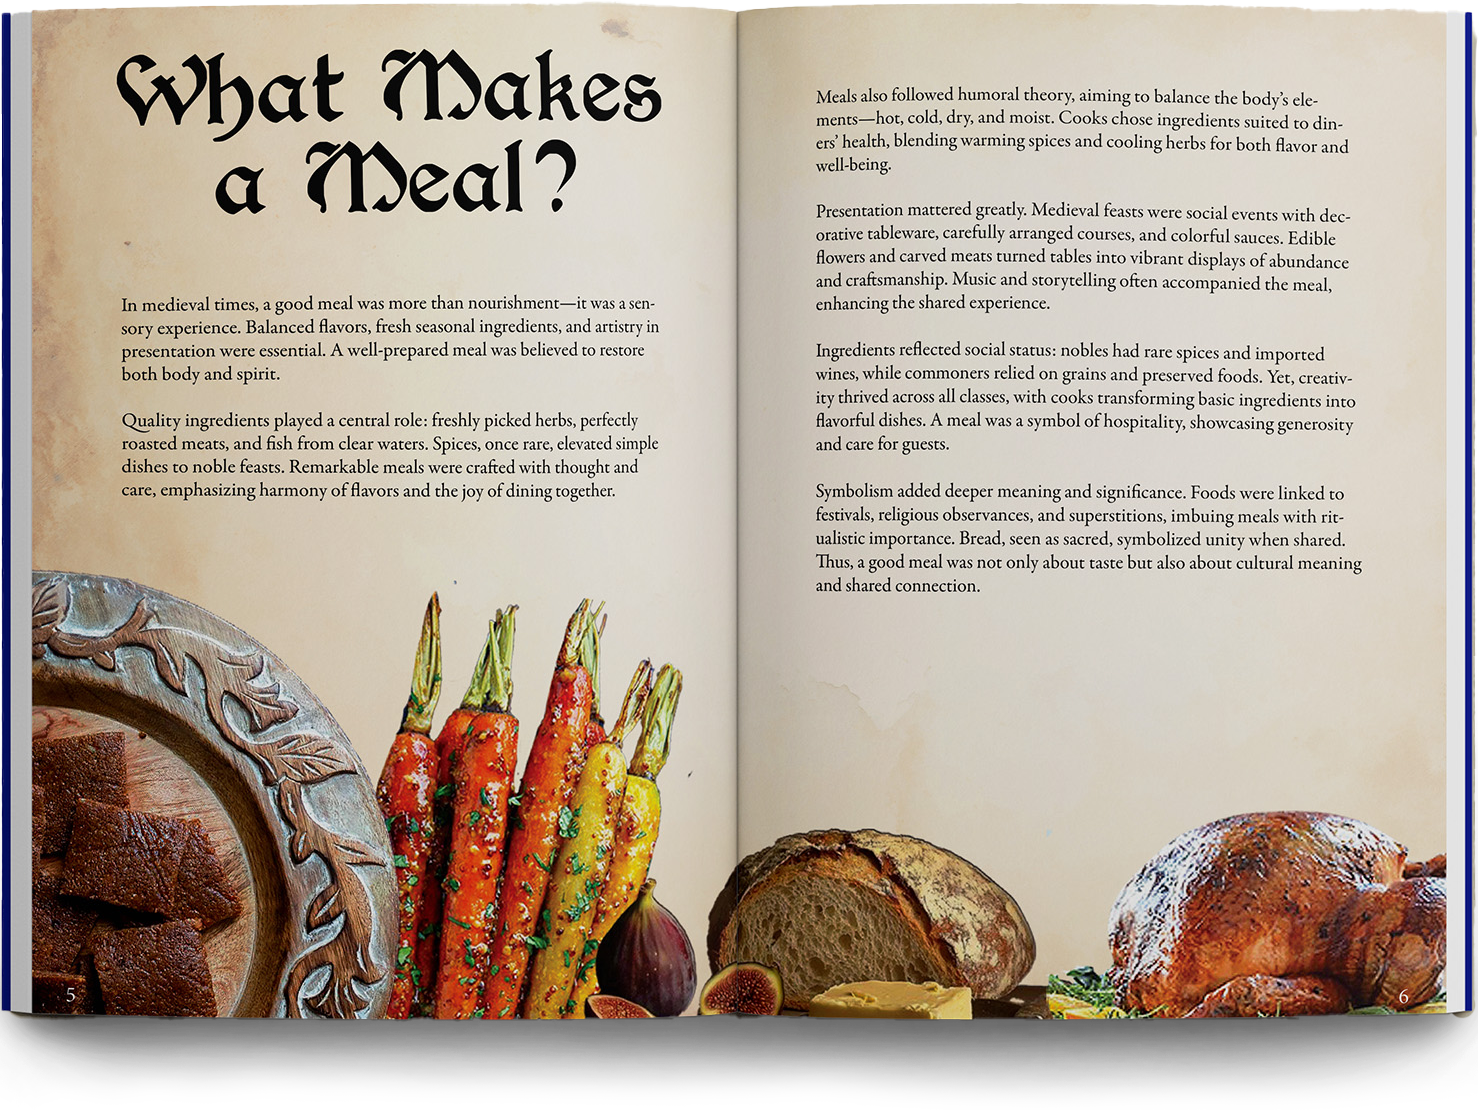 What Makes
a Meal?
In medieval times, a good meal was more than nourishment—it was a sen-
sory experience. Balanced flavors, fresh seasonal ingredients, and artistry in
presentation were essential. A well-prepared meal was believed to restore
both body and spirit.
Quality ingredients played a central role: freshly picked herbs, perfectly
roasted meats, and fish from clear waters. Spices, once rare, elevated simple
dishes to noble feasts. Remarkable meals were crafted with thought and
care, emphasizing harmony of flavors and the joy of dining together.
5
Meals also followed humoral theory, aiming to balance the body's ele-
ments—hot, cold, dry, and moist. Cooks chose ingredients suited to din-
ers' health, blending warming spices and cooling herbs for both flavor and
well-being.
Presentation mattered greatly. Medieval feasts were social events with dec-
orative tableware, carefully arranged courses, and colorful sauces. Edible
flowers and carved meats turned tables into vibrant displays of abundance
and craftsmanship. Music and storytelling often accompanied the meal,
enhancing the shared experience.
Ingredients reflected social status: nobles had rare spices and imported
wines, while commoners relied on grains and preserved foods. Yet, creativ-
ity thrived across all classes, with cooks transforming basic ingredients into
flavorful dishes. A meal was a symbol of hospitality, showcasing generosity
and care for guests.
Symbolism added deeper meaning and significance. Foods were linked to
festivals, religious observances, and superstitions, imbuing meals with rit-
ualistic importance. Bread, seen as sacred, symbolized unity when shared.
Thus, a good meal was not only about taste but also about cultural meaning
and shared connection.
6